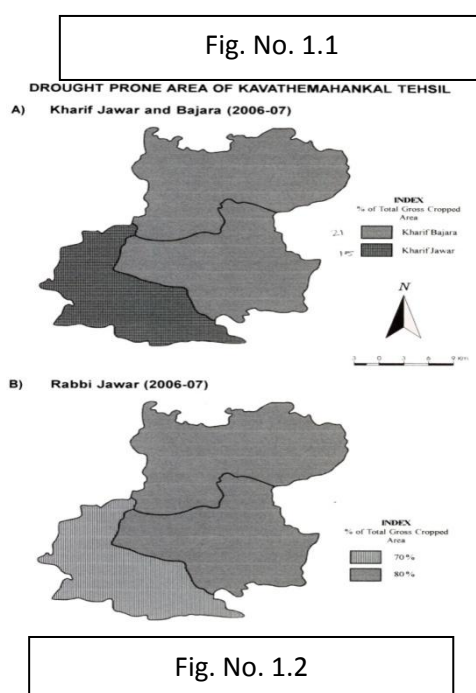 Fig. No. 1.1
DROUGHT PRONE AREA OF KAVATHEMAHANKAL TEHSIL
A) Kharif Jawar and Bajara (2006-07)
INDEX
% of Total Gross Cropped
Area
Kharif Bajara
Kharif Jawar
N
B) Rabbi Jawar (2006-07)
INDEX
% of Total Gross Cropped
Area
70%
80%
Fig. No. 1.2